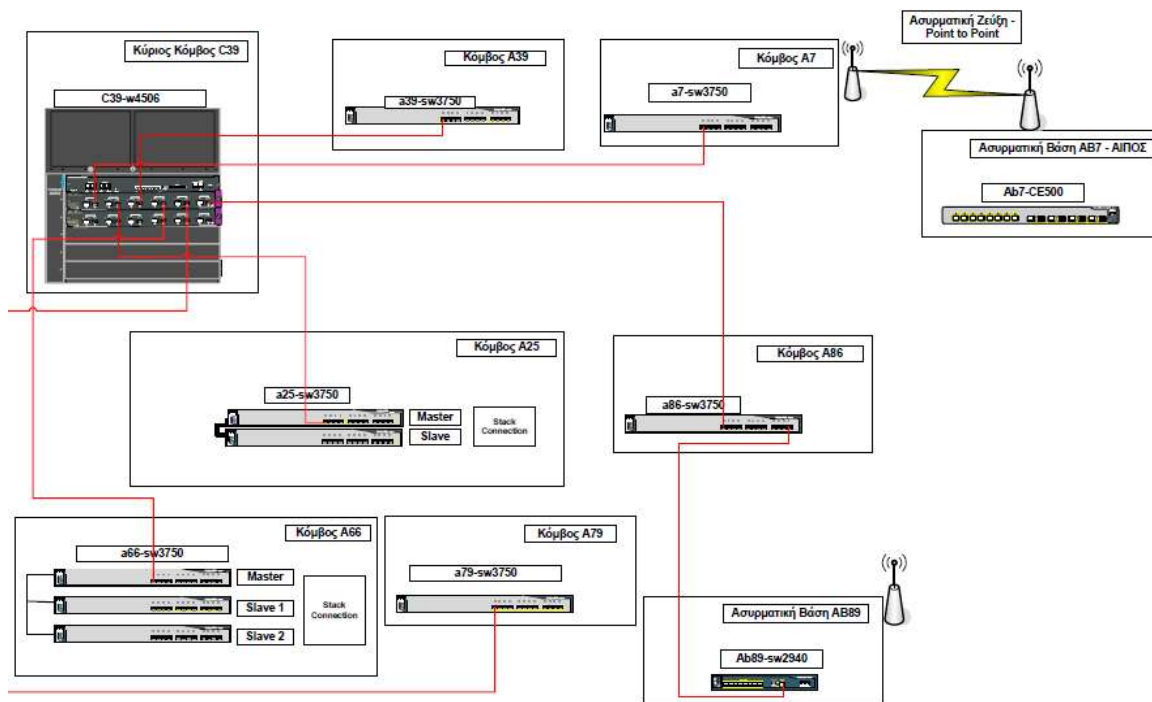 Ασυρματική Ζεύξη -
Point to Point
Κύριος Κόμβος C39
C39-w4506
Κόμβος A39
a39-sw3750
Κόμβος A7
a7-sw3750
Ασυρματική Βάση AB7 - ΑΙΠΟΣ
Ab7-CE500
Κόμβος A25
a25-sw3750
Master
Slave
Stack
Connection
Κόμβος A86
a86-sw3750
Κόμβος A66
a66-sw3750
Master
Slave 1
Slave 2
Stack
Connection
Κόμβος A79
a79-sw3750
Ασυρματική Βάση AB89
Ab89-sw2940